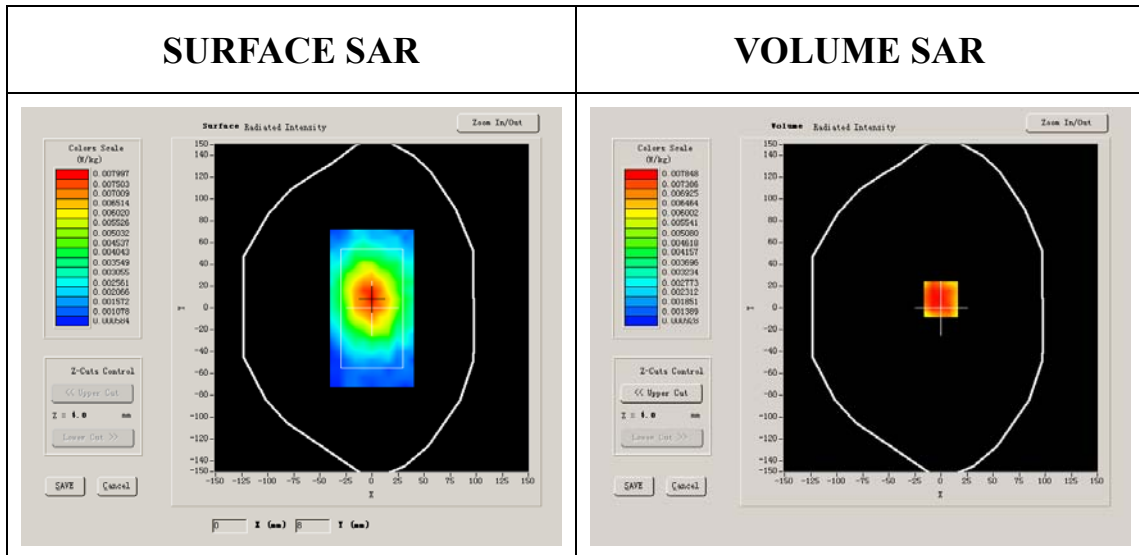 SURFACE SAR
VOLUME SAR
Surface Radiated Intensity
Zoom In/Out
Colors Scale
(W/kg)
0.007997
0.007503
0.007009
0.006514
0.006020
0.005526
0.005032
0.004537
0.004043
0.003549
0.003055
0.002561
0.002066
0.001572
0.001078
0.000584
150
140
120
100
80
60
40
20
0
-20
-40
-60
-80
-100
-120
-140
-150
Y
-150 -125 -100 -75 -50 -25 0 25 50 75 100 125 150
X
Z-Cuts Control
<< Upper Cut
Z = 4.0 mm
Lower Cut >>
SAVE
Cancel
0 X (mm) 8 Y (mm)
Volume Radiated Intensity
Zoom In/Out
Colors Scale
(W/kg)
0.007848
0.007386
0.006925
0.006464
0.006002
0.005541
0.005080
0.004618
0.004157
0.003696
0.003234
0.002773
0.002312
0.001851
0.001389
150
140
120
100
80
60
40
20
0
-20
-40
-60
-80
-100
-120
-140
-150
Y
-150 -125 -100 -75 -50 -25 0 25 50 75 100 125 150
X
Z-Cuts Control
<< Upper Cut
Z = 4.0 mm
Lower Cut >>
SAVE
Cancel